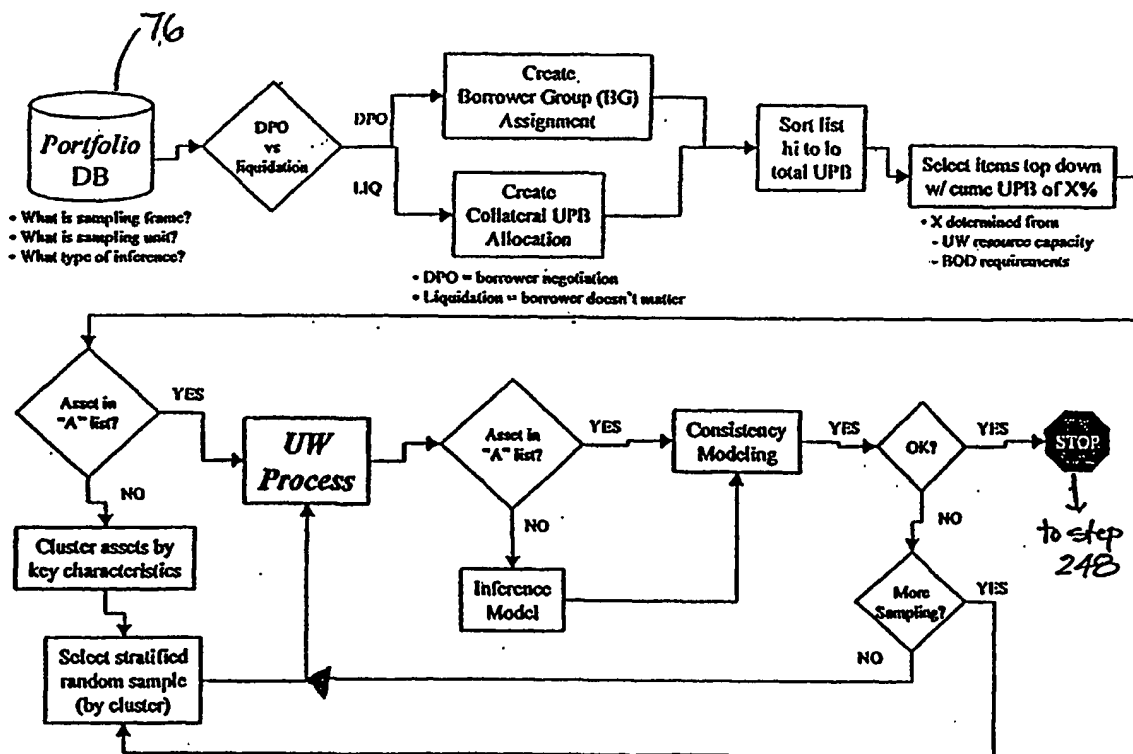 76
Portfolio
DB
DPO
vs
liquidation
DPO
LIQ
Create
Borrower Group (BG)
Assignment
Create
Collateral UPB
Allocation
Sort list
hi to lo
total UPB
Select items top down
w/ cume UPB of X%
• What is sampling frame?
• What is sampling unit?
• What type of inference?
• DPO = borrower negotiation
• Liquidation = borrower doesn't matter
• X determined from
- UW resource capacity
- BOD requirements
Asset in
"A" list?
YES
NO
UW
Process
Asset in
"A" list?
YES
NO
Consistency
Modeling
YES
OK?
YES
STOP
NO
to step
248
Cluster assets by
key characteristics
Inference
Model
More
Sampling?
YES
NO
Select stratified
random sample
(by cluster)